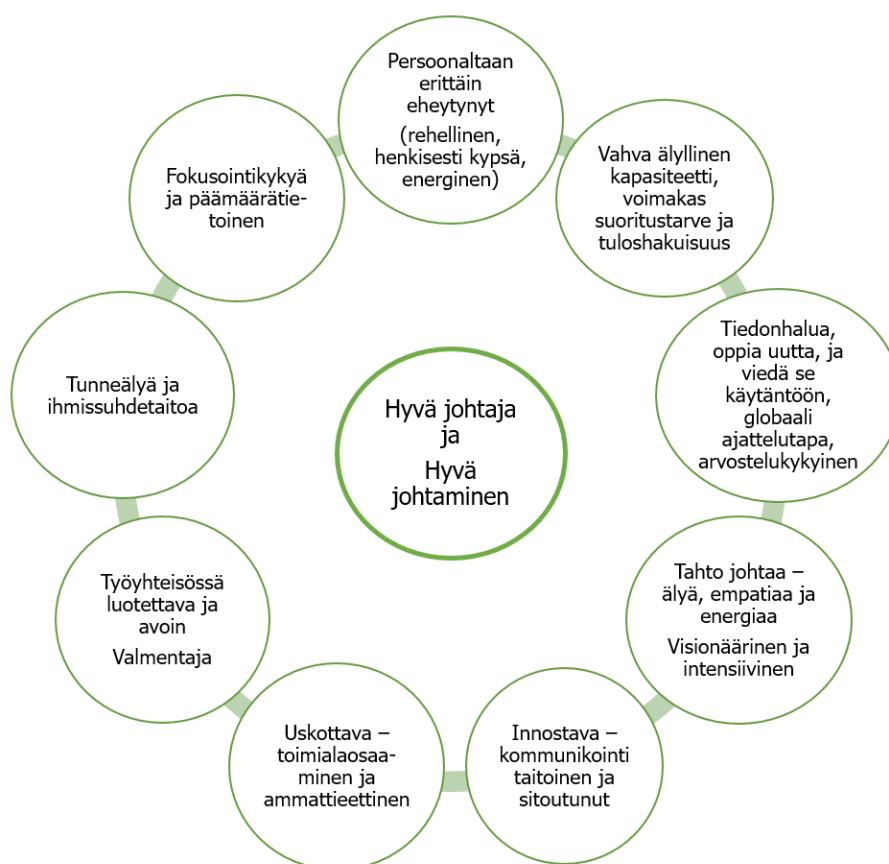 Persoonaltaan
erittäin
eheytynyt
(rehellinen,
henkisesti kypsä,
energinen)
Vahva älyllinen
kapasiteetti,
voimakas
suoritustarve ja
tuloshakuisuus
Tiedonhalua,
oppia uutta, ja
viedä se
käytäntöön,
globaali
ajattelutapa,
arvostelukykyinen
Tahto johtaa –
älyä, empatiaa ja
energiaa
Visionäärinen ja
intensiivinen
Innostava –
kommunikointi
taitoinen ja
sitoutunut
Uskottava –
toimialaosaa-
minen ja
ammattieettinen
Työyhteisössä
luotettava ja
avoin
Valmentaja
Tunneälyä ja
ihmissuhdetaitoa
Fokusointikykyä
ja päämäärätie-
toinen
Hyvä johtaja
ja
Hyvä
johtaminen